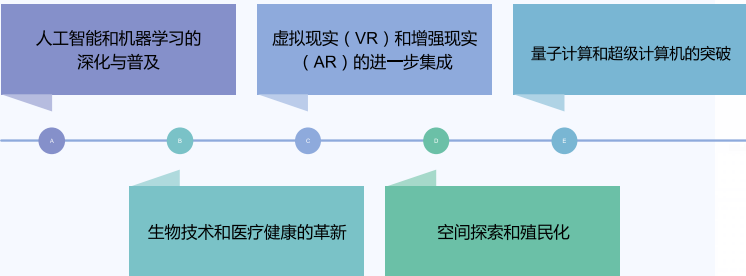 人工智能和机器学习的
深化与普及
虚拟现实（VR）和增强现实
（AR）的进一步集成
量子计算和超级计算机的突破
A
B
C
D
E
生物技术和医疗健康的革新
空间探索和殖民化